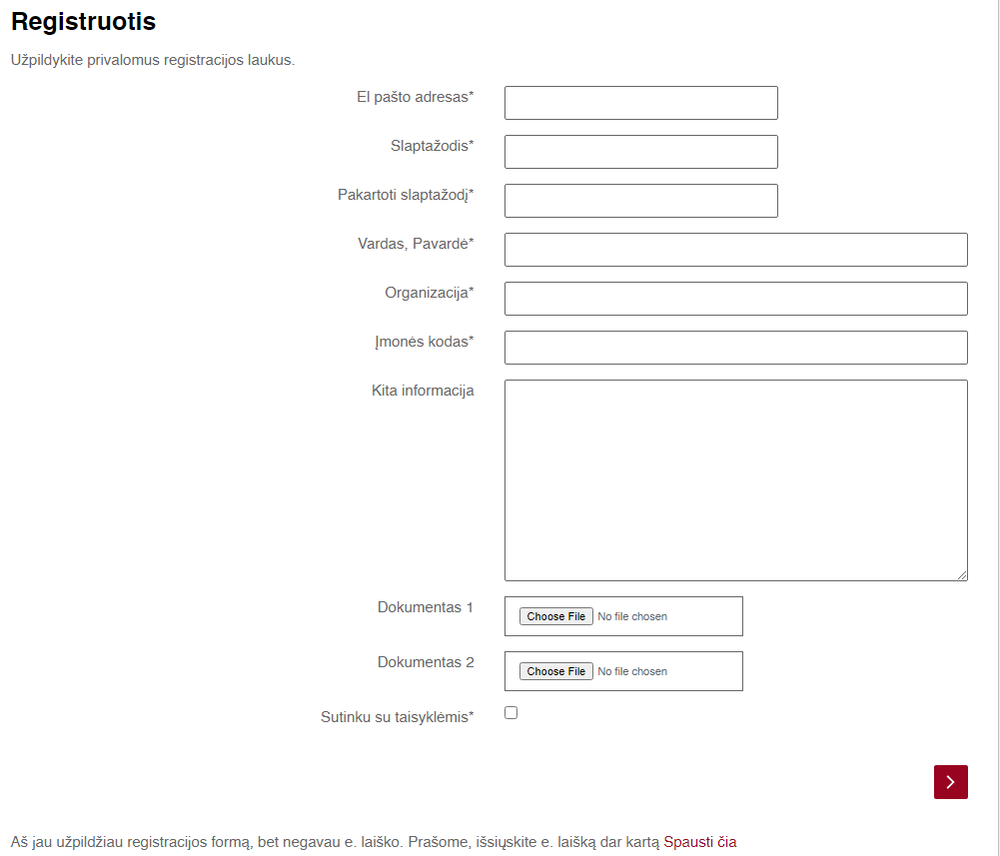 Registruotis
Užpildykite privalomus registracijos laukus.
El pašto adresas*
Slaptažodis*
Pakartoti slaptažodį*
Vardas, Pavardė*
Organizacija*
Įmonės kodas*
Kita informacija
Dokumentas 1 Choose File No file chosen
Dokumentas 2 Choose File No file chosen
Sutinku su taisyklėmis*
Aš jau užpildžiau registracijos formą, bet negavau e. laiško. Prašome, išsiųskite e. laišką dar kartą Spausti čia